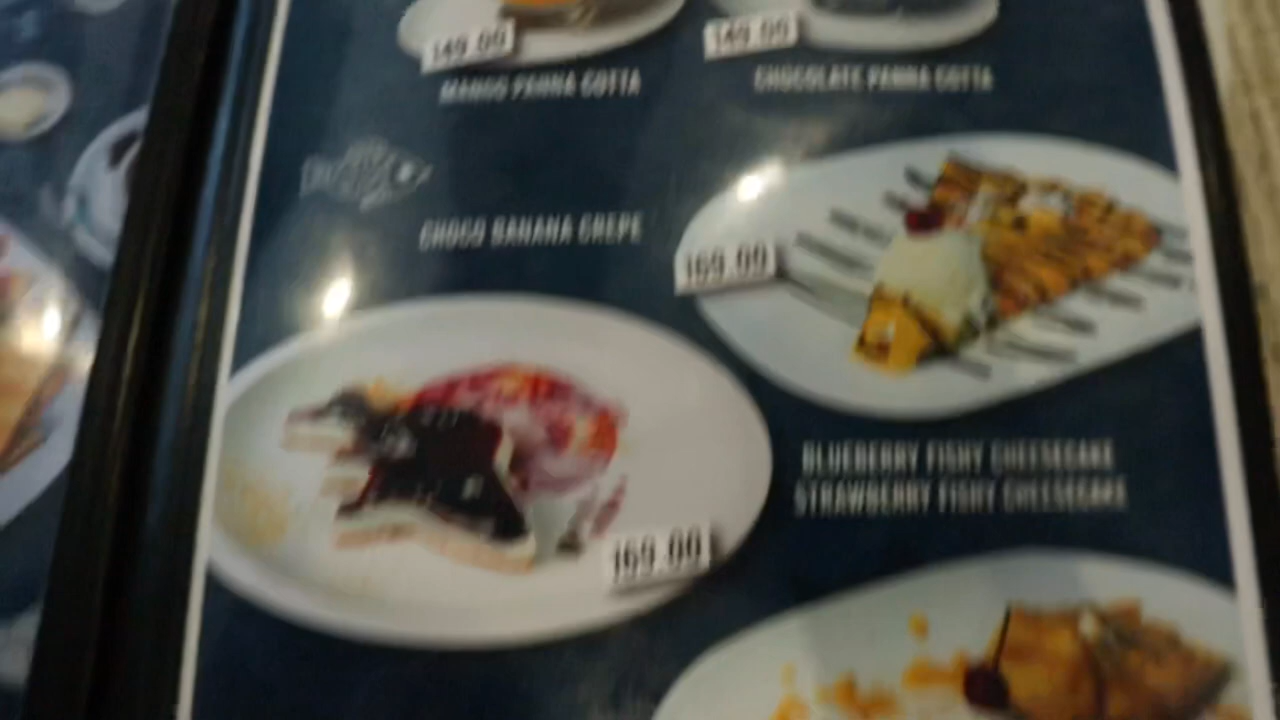 149.00
149.00
MANGO PANNA COTTA
CHOCOLATE PANNA COTTA
CHOCO BANANA CREPE
169.00
BLUEBERRY FISHY CHEESECAKE
STRAWBERRY FISHY CHEESECAKE
169.00